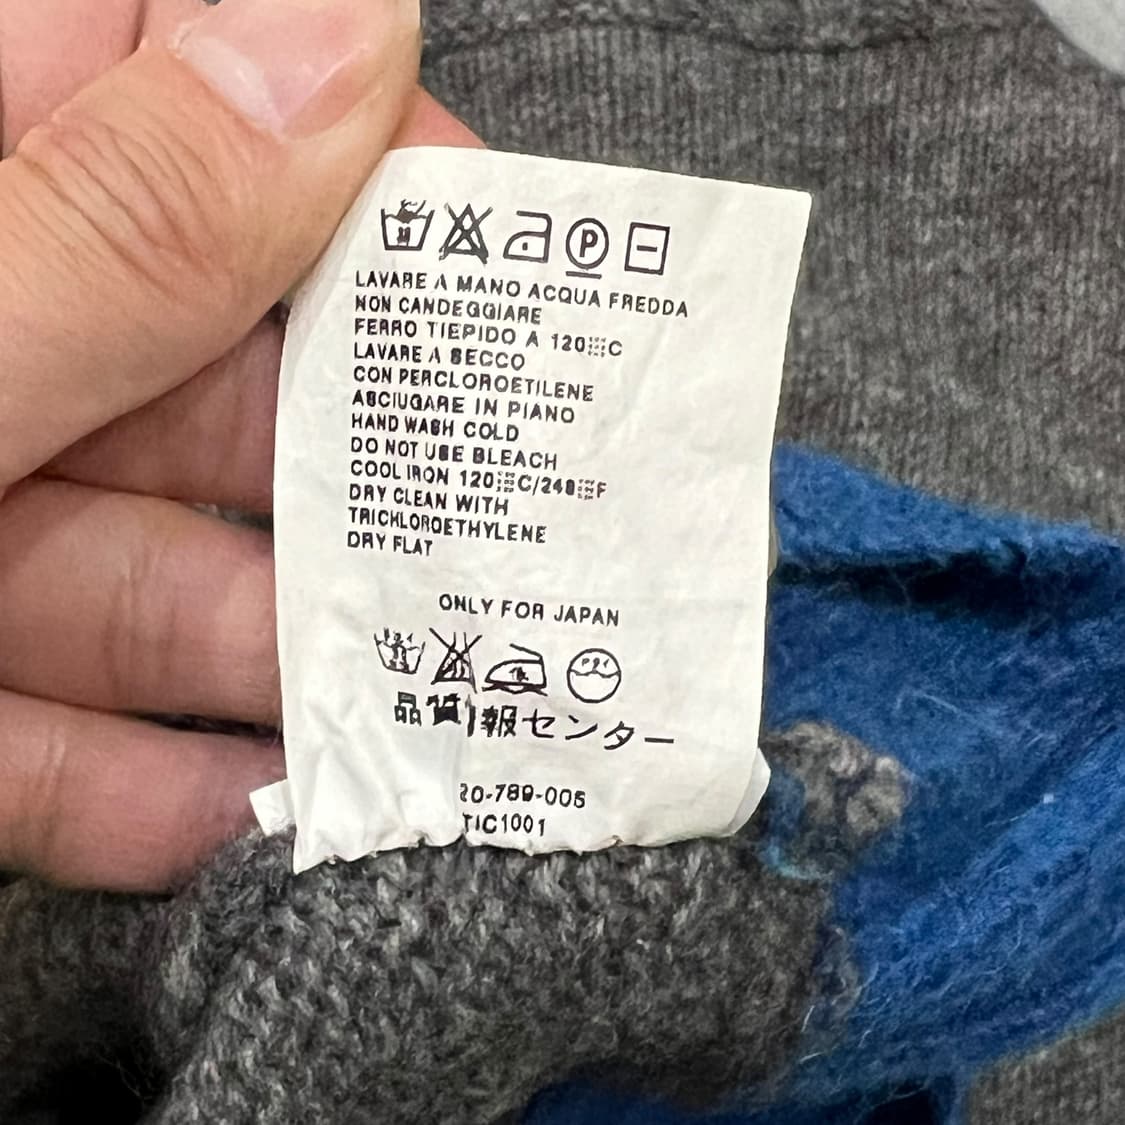 LAVARE A MANO ACQUA FREDDA
NON CANDEGGIARE
FERRO TIEPIDO A 120 C
LAVARE A SECCO
CON PERCLOROETILENE
ASCIUGARE IN PIANO
HAND WASH COLD
DO NOT USE BLEACH
COOL IRON 120 C/248 F
DRY CLEAN WITH
TRICHLOROETHYLENE
DRY FLAT
P
ONLY FOR JAPAN
品質情報センター
20-789-005
TIC1001